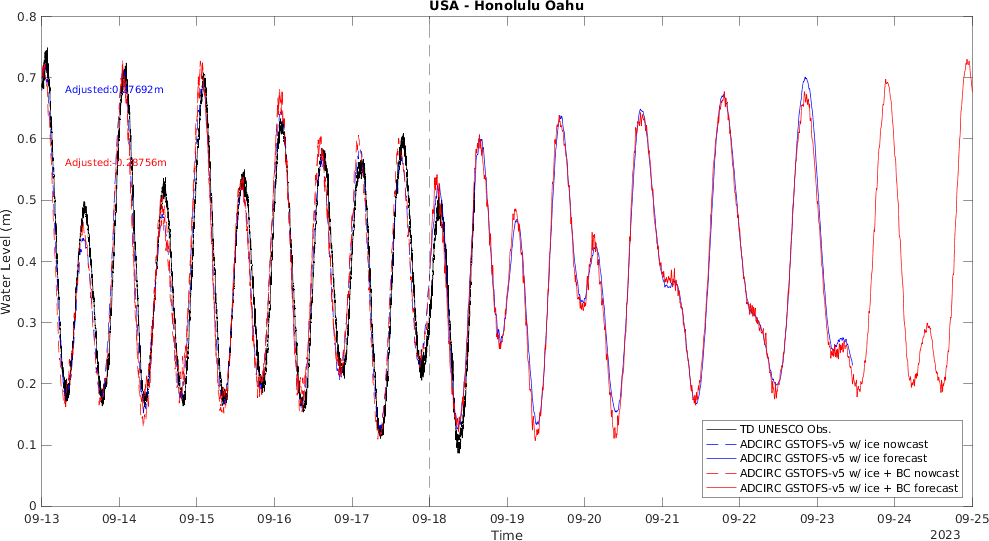 USA - Honolulu Oahu
0.8
0.7
0.6
0.5
0.4
0.3
0.2
0.1
0
Water Level (m)
Adjusted:-0.28756m
TD UNESCO Obs.
ADCIRC GSTOFS-v5 w/ ice nowcast
ADCIRC GSTOFS-v5 w/ ice forecast
ADCIRC GSTOFS-v5 w/ ice + BC nowcast
ADCIRC GSTOFS-v5 w/ ice + BC forecast
09-13 09-14 09-15 09-16 09-17 09-18 09-19 09-20 09-21 09-22 09-23 09-24 09-25
Time
2023